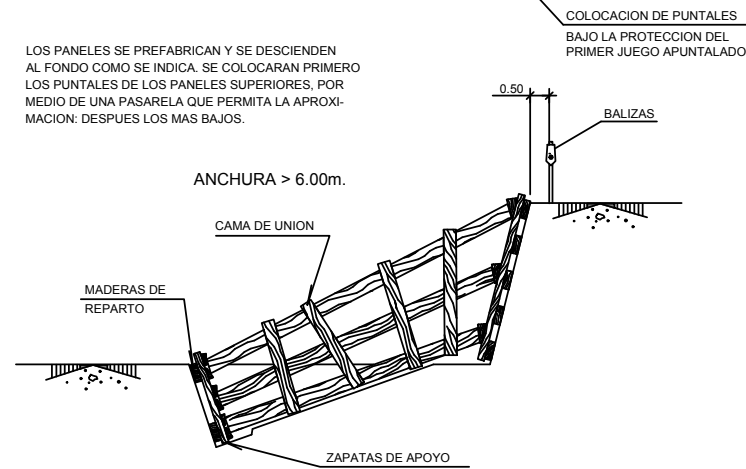 COLOCACION DE PUNTALES
BAJO LA PROTECCION DEL
PRIMER JUEGO APUNTALADO
LOS PANELES SE PREFABRICAN Y SE DESCIENDEN
AL FONDO COMO SE INDICA. SE COLOCARAN PRIMERO
LOS PUNTALES DE LOS PANELES SUPERIORES, POR
MEDIO DE UNA PASARELA QUE PERMITA LA APROXI-
MACION: DESPUES LOS MAS BAJOS.
0.50
BALIZAS
ANCHURA > 6.00m.
CAMA DE UNION
MADERAS DE
REPARTO
ZAPATAS DE APOYO